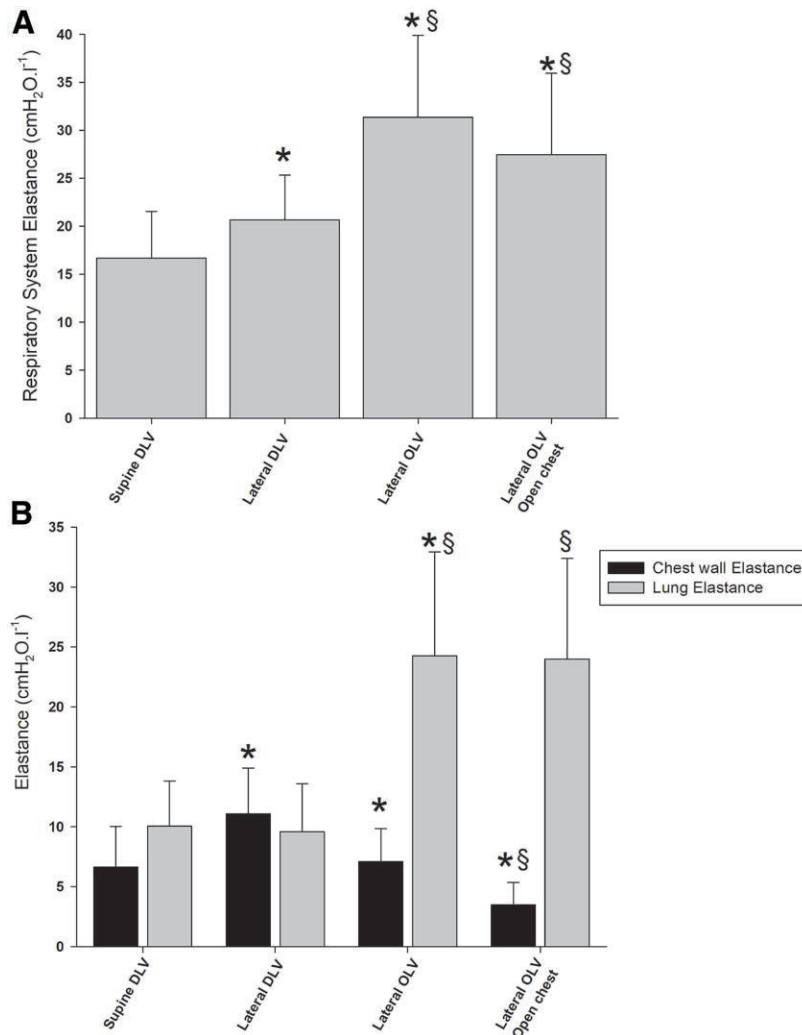 A
Respiratory System Elastance (cmH₂O.l⁻¹)
40
35
30
25
20
15
10
5
0
*
*§
*§
Supine DLV
Lateral DLV
Lateral OLV
Lateral OLV
Open chest
B
Elastance (cmH₂O.l⁻¹)
35
30
25
20
15
10
5
0
*
*
*§
*§
§
Chest wall Elastance
Lung Elastance
Supine DLV
Lateral DLV
Lateral OLV
Lateral OLV
Open chest